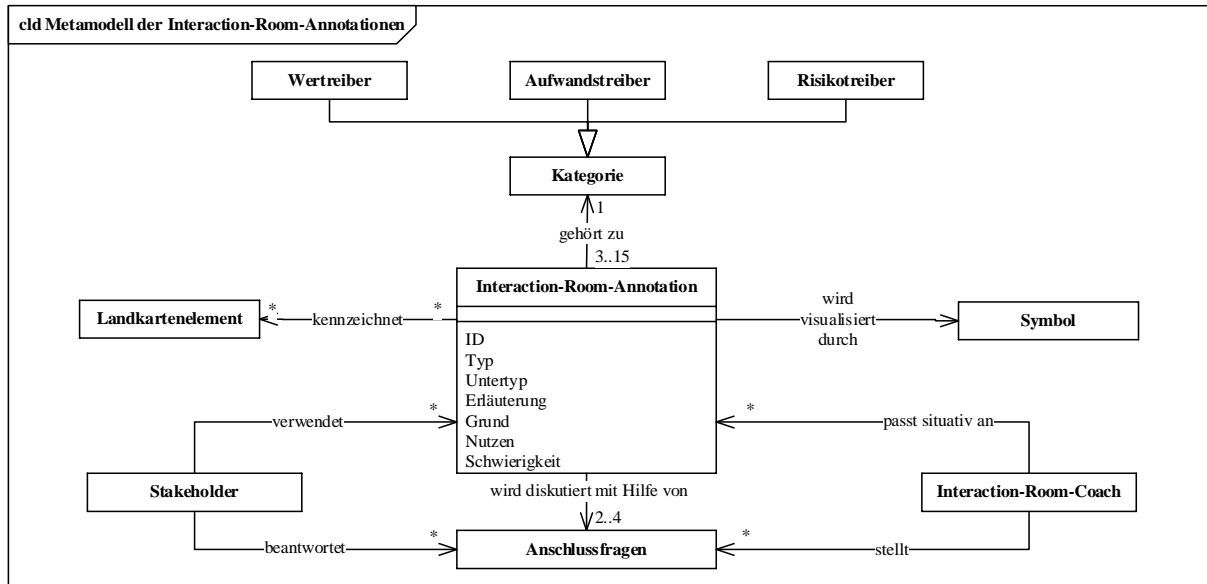 cld Metamodell der Interaction-Room-Annotationen
Wertreiber
Aufwandstreiber
Risikotreiber
Kategorie
1
gehört zu
3..15
Interaction-Room-Annotation
Landkartenelement
*
kennzeichnet
*
wird
visualisiert
durch
Symbol
ID
Typ
Untertyp
Erläuterung
Grund
Nutzen
Schwierigkeit
verwendet
*
*
passt situativ an
Stakeholder
Interaction-Room-Coach
wird diskutiert mit Hilfe von
2..4
beantwortet
*
Anschlussfragen
*
stellt